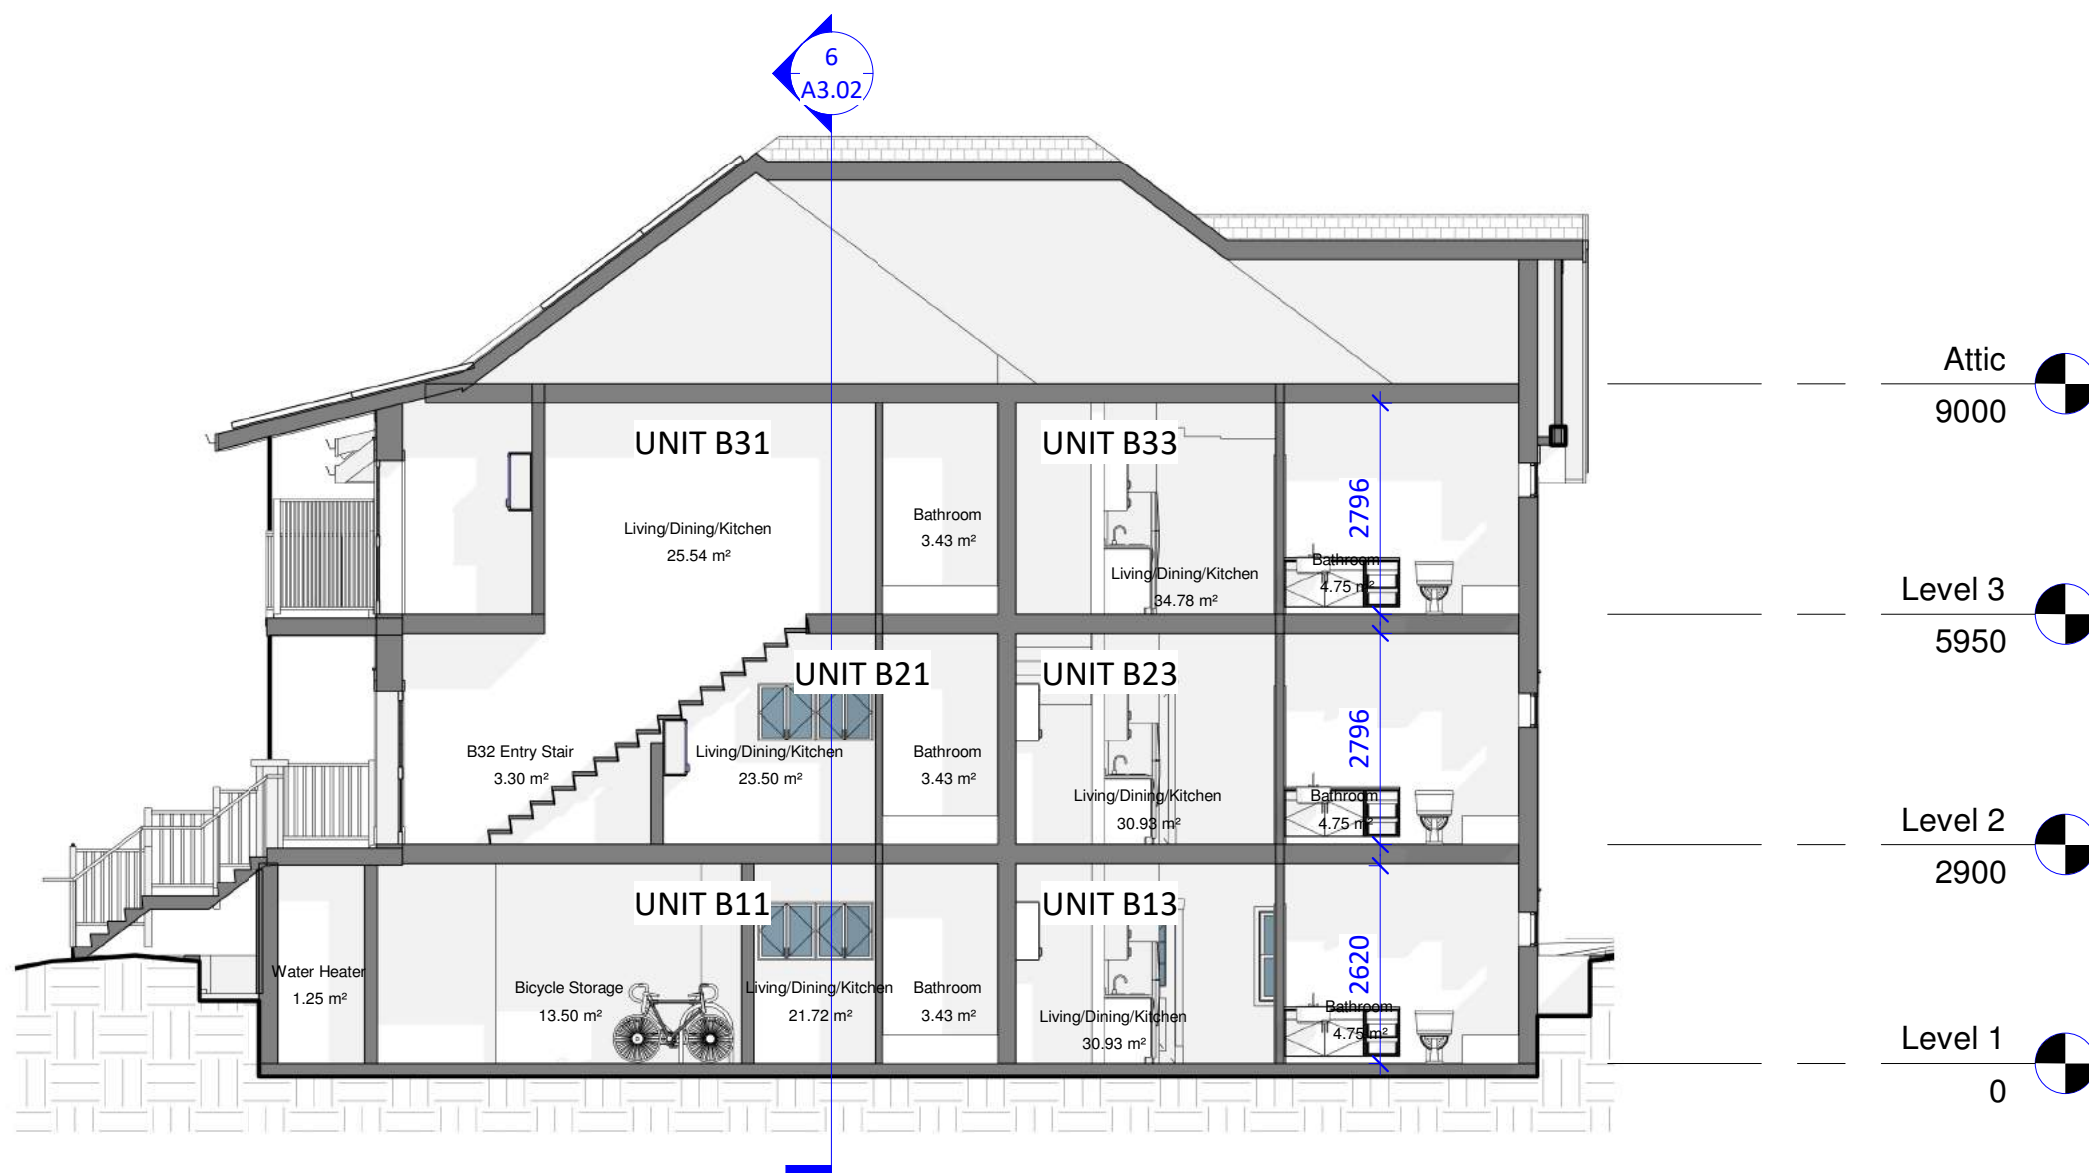 6
A3.02
Attic
9000
UNIT B31
UNIT B33
2796
Living/Dining/Kitchen
25.54 m²
Bathroom
3.43 m²
Living/Dining/Kitchen
34.78 m²
Bathroom
4.75 m²
Level 3
5950
UNIT B21
UNIT B23
2796
B32 Entry Stair
3.30 m²
Living/Dining/Kitchen
23.50 m²
Bathroom
3.43 m²
Living/Dining/Kitchen
30.93 m²
Bathroom
4.75 m²
Level 2
2900
UNIT B11
UNIT B13
2620
Water Heater
1.25 m²
Bicycle Storage
13.50 m²
Living/Dining/Kitchen
21.72 m²
Bathroom
3.43 m²
Living/Dining/Kitchen
30.93 m²
Bathroom
4.75 m²
Level 1
0